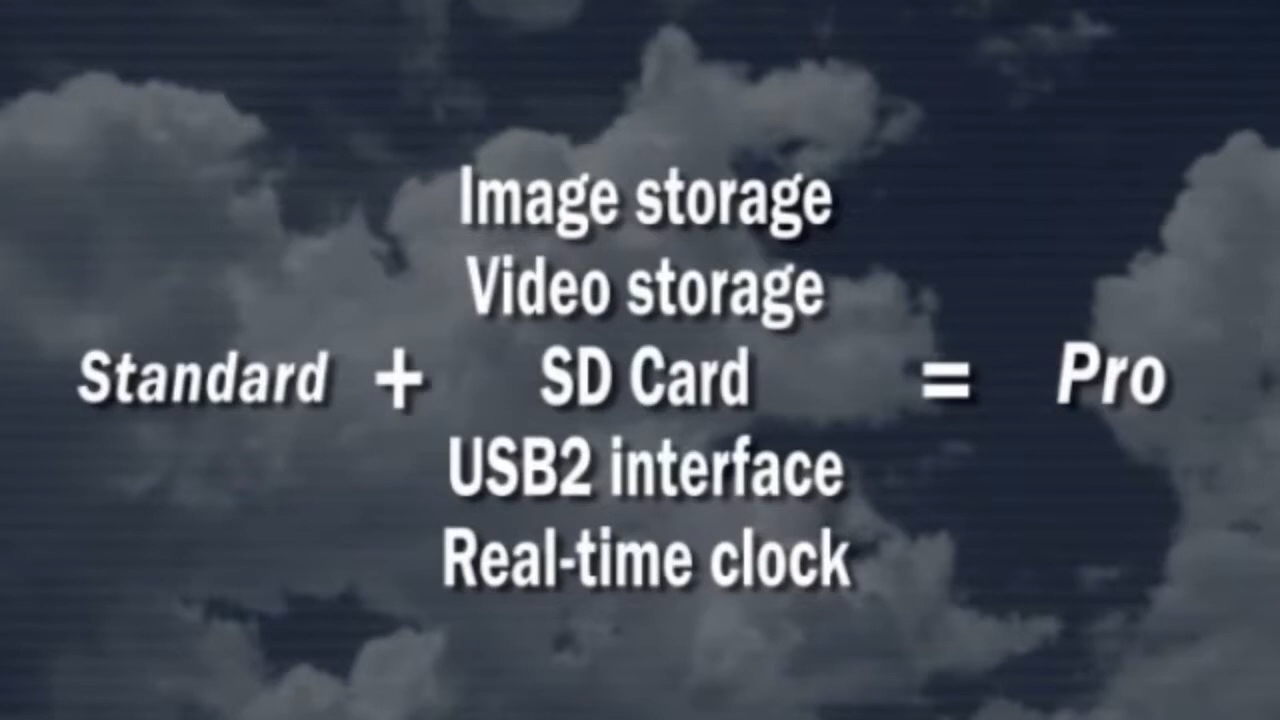 Image storage
Video storage
Standard + SD Card = Pro
USB2 interface
Real-time clock